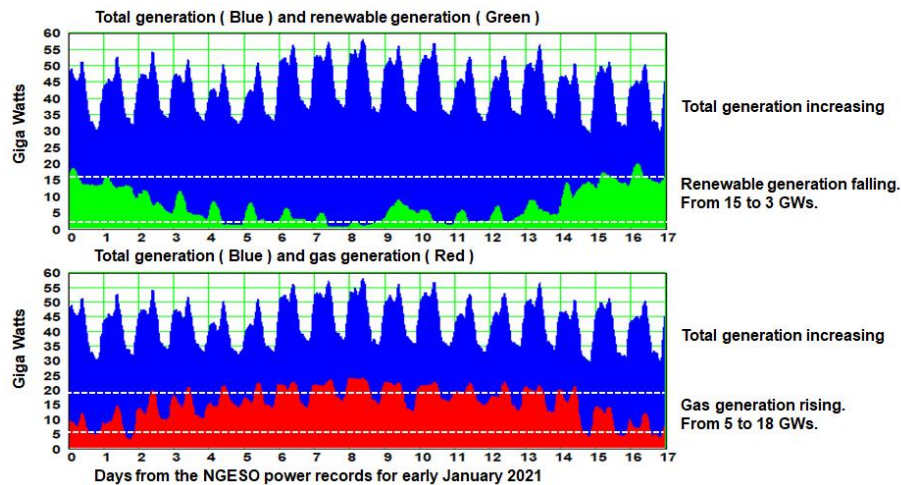 Total generation ( Blue ) and renewable generation ( Green )
60
55
50
45
40
35
30
25
20
15
10
5
0
Giga Watts
0 1 2 3 4 5 6 7 8 9 10 11 12 13 14 15 16 17
Total generation increasing
Renewable generation falling.
From 15 to 3 GWs.
Total generation ( Blue ) and gas generation ( Red )
60
55
50
45
40
35
30
25
20
15
10
5
0
Giga Watts
0 1 2 3 4 5 6 7 8 9 10 11 12 13 14 15 16 17
Total generation increasing
Gas generation rising.
From 5 to 18 GWs.
Days from the NGESO power records for early January 2021